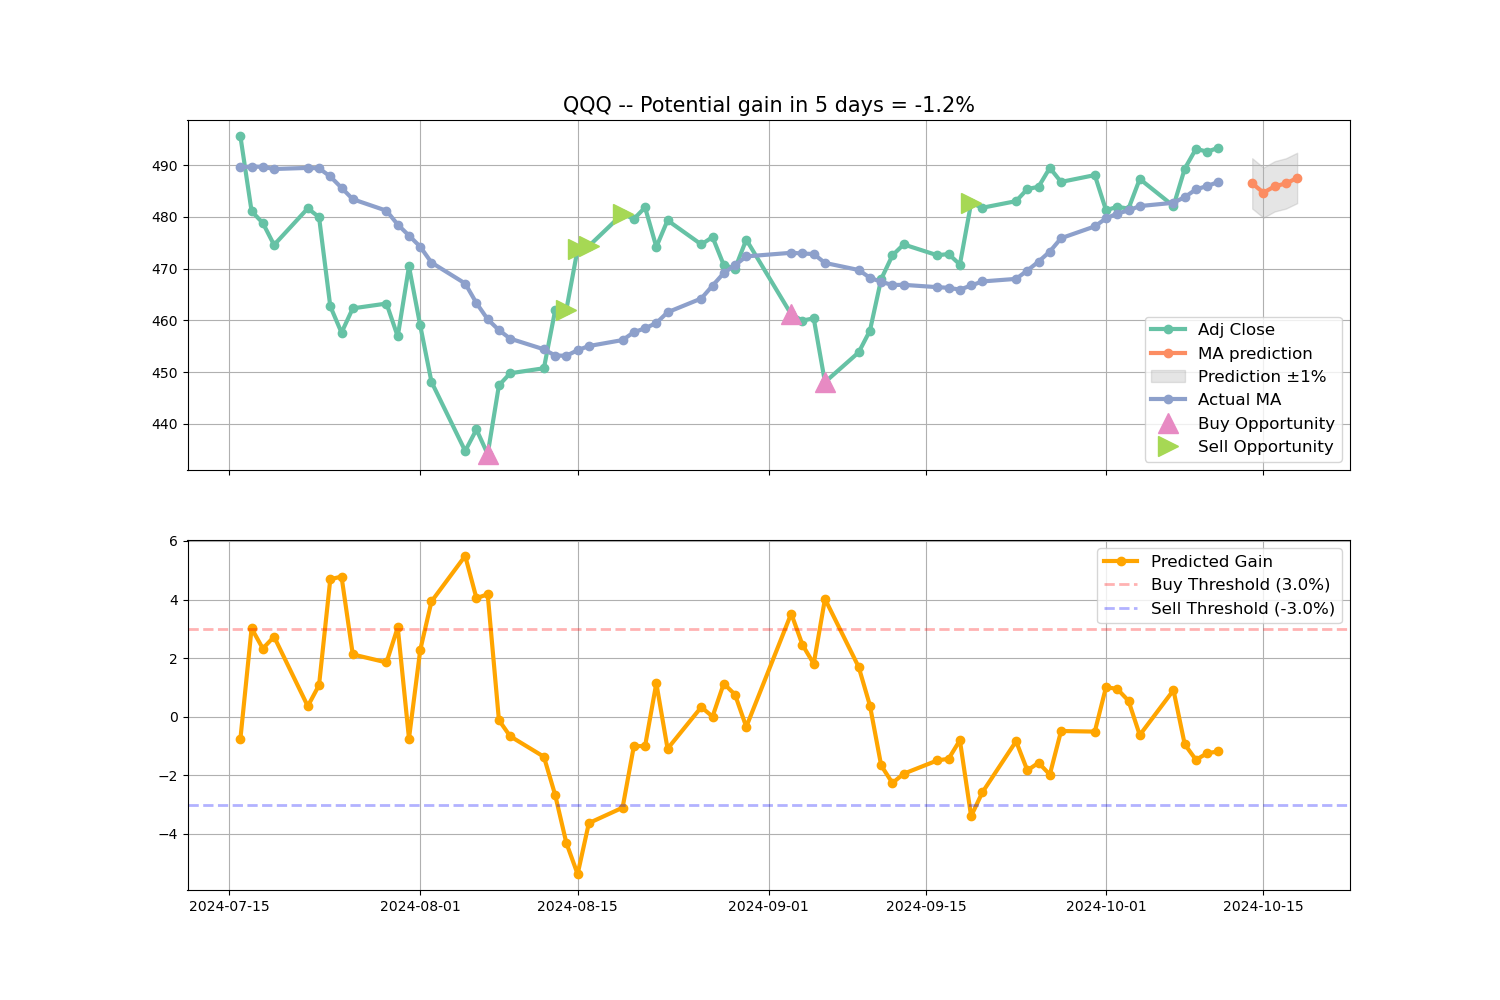 QQQ -- Potential gain in 5 days = -1.2%
490
480
470
460
450
440
Adj Close
MA prediction
Prediction ±1%
Actual MA
Buy Opportunity
Sell Opportunity
6
4
2
0
−2
−4
Predicted Gain
Buy Threshold (3.0%)
Sell Threshold (-3.0%)
2024-07-15 2024-08-01 2024-08-15 2024-09-01 2024-09-15 2024-10-01 2024-10-15